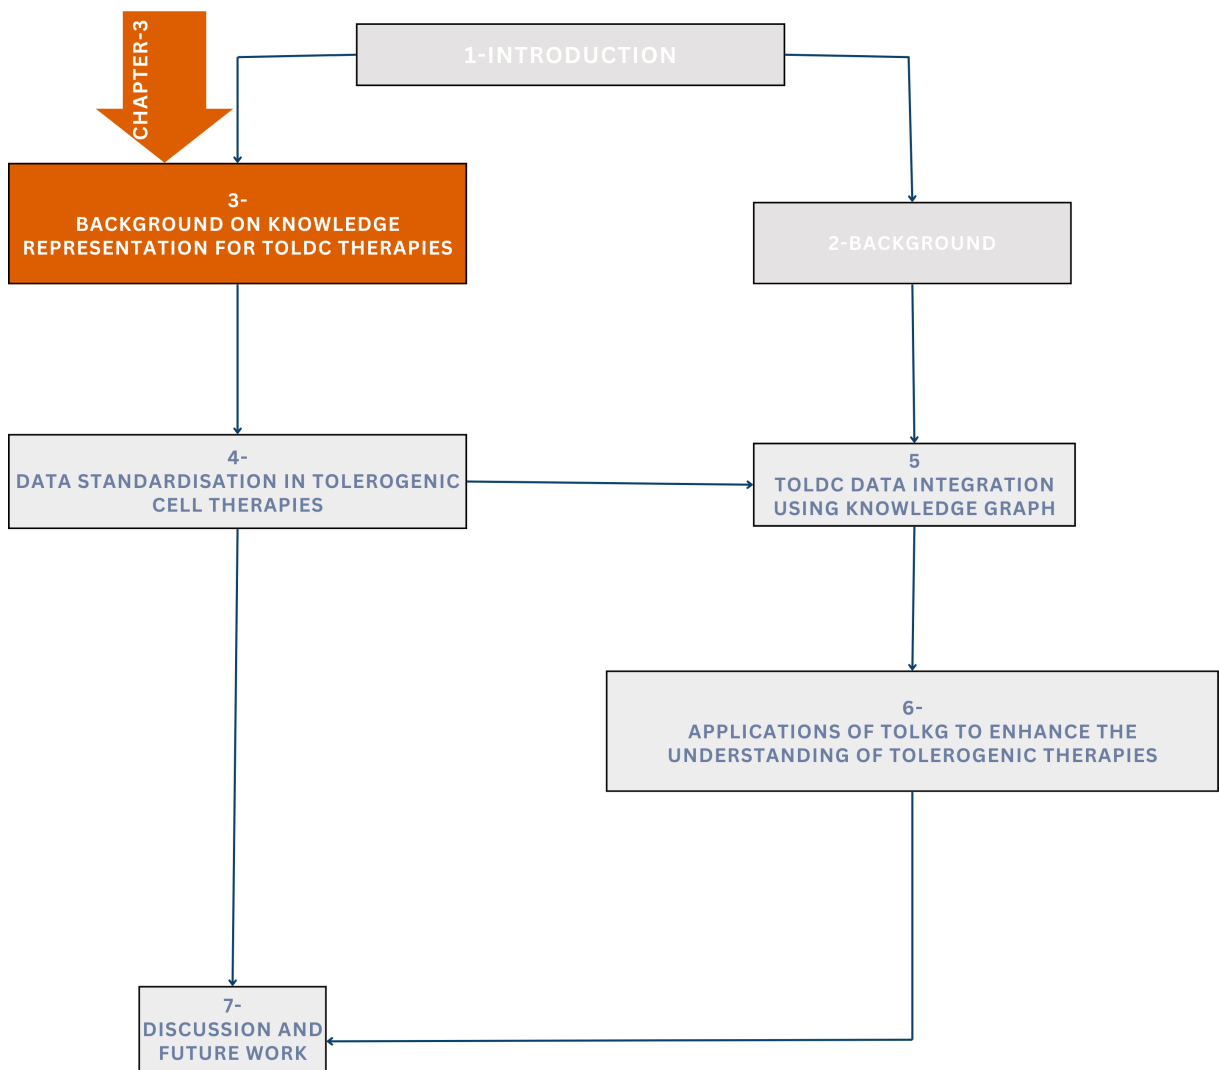 CHAPTER-3
1-INTRODUCTION
3-
BACKGROUND ON KNOWLEDGE
REPRESENTATION FOR TOLDC THERAPIES
2-BACKGROUND
4-
DATA STANDARDISATION IN TOLEROGENIC
CELL THERAPIES
5
TOLDC DATA INTEGRATION
USING KNOWLEDGE GRAPH
6-
APPLICATIONS OF TOLKG TO ENHANCE THE
UNDERSTANDING OF TOLEROGENIC THERAPIES
7-
DISCUSSION AND
FUTURE WORK